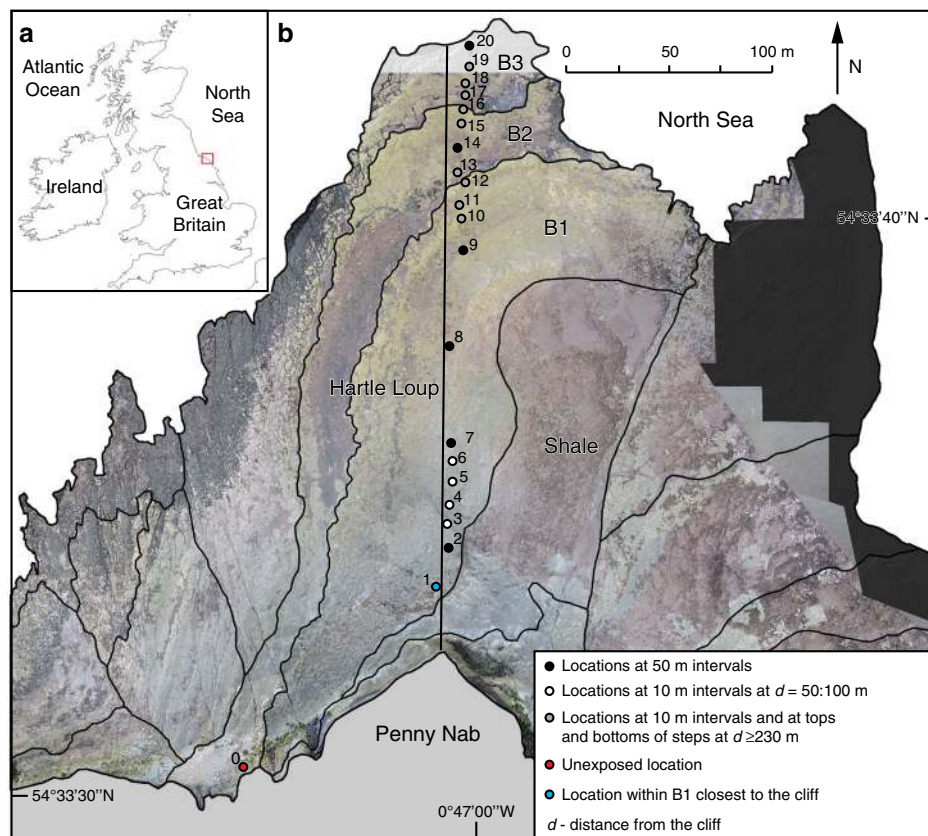 a
Atlantic
Ocean
North
Sea
Ireland
Great
Britain
b
0
50
100 m
N
North Sea
54°33'40''N
20
19
B3
18
17
16
15
B2
14
13
12
11
10
B1
9
8
Hartle Loup
Shale
7
6
5
4
3
2
1
0
Penny Nab
54°33'30''N
0°47'00''W
Locations at 50 m intervals
Locations at 10 m intervals at d = 50:100 m
Locations at 10 m intervals and at tops
and bottoms of steps at d ≥230 m
Unexposed location
Location within B1 closest to the cliff
d - distance from the cliff